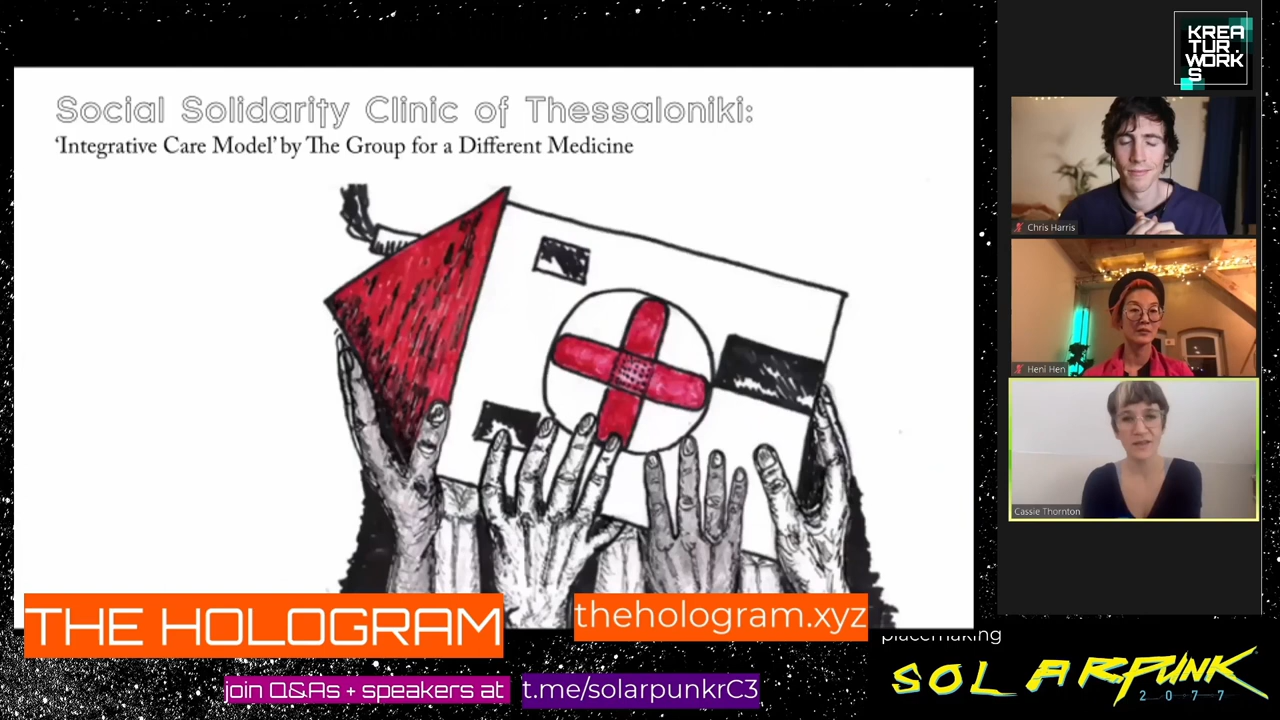 Social Solidarity Clinic of Thessaloniki:
‘Integrative Care Model’ by The Group for a Different Medicine
KREA
TUR.
WORK
S
Chris Harris
Heni Hen
Cassie Thornton
THE HOLOGRAM
thehologram.xyz
placemaking
SOLARPUNK
2077
join Q&As + speakers at
t.me/solarpunkrC3